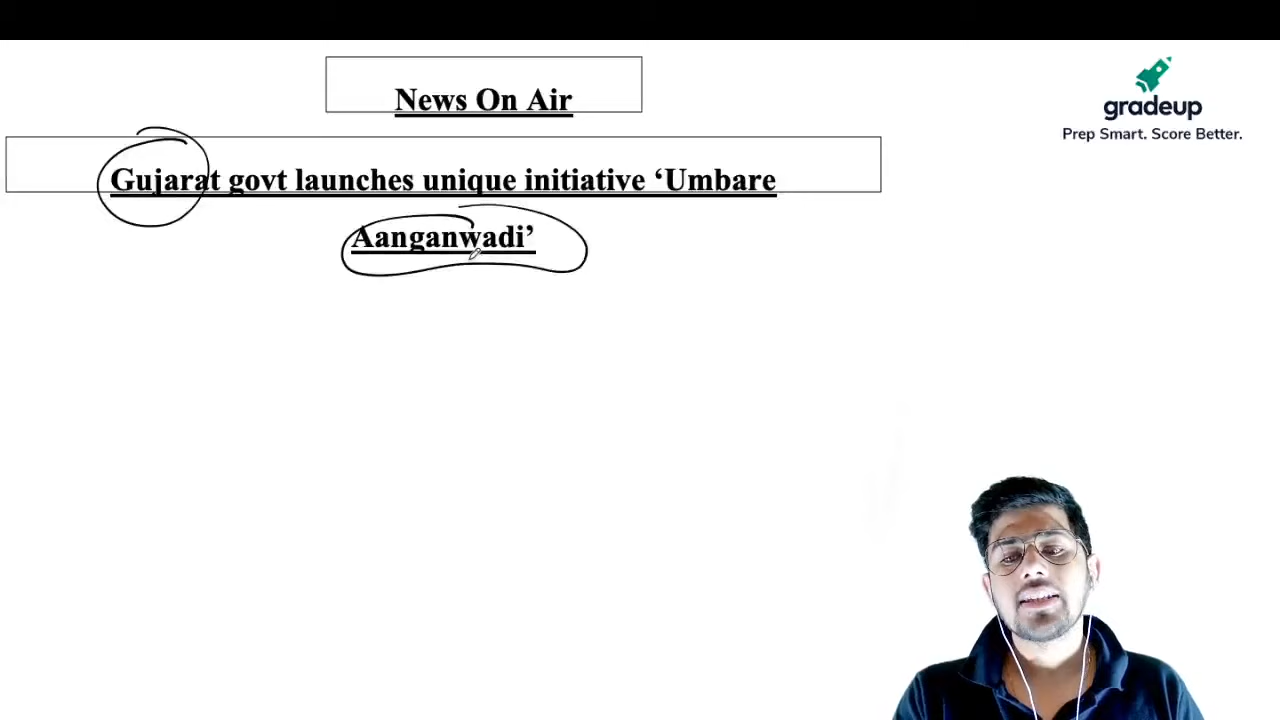 News On Air
gradeup
Prep Smart. Score Better.
Gujarat govt launches unique initiative ‘Umbare
Aanganwadi’